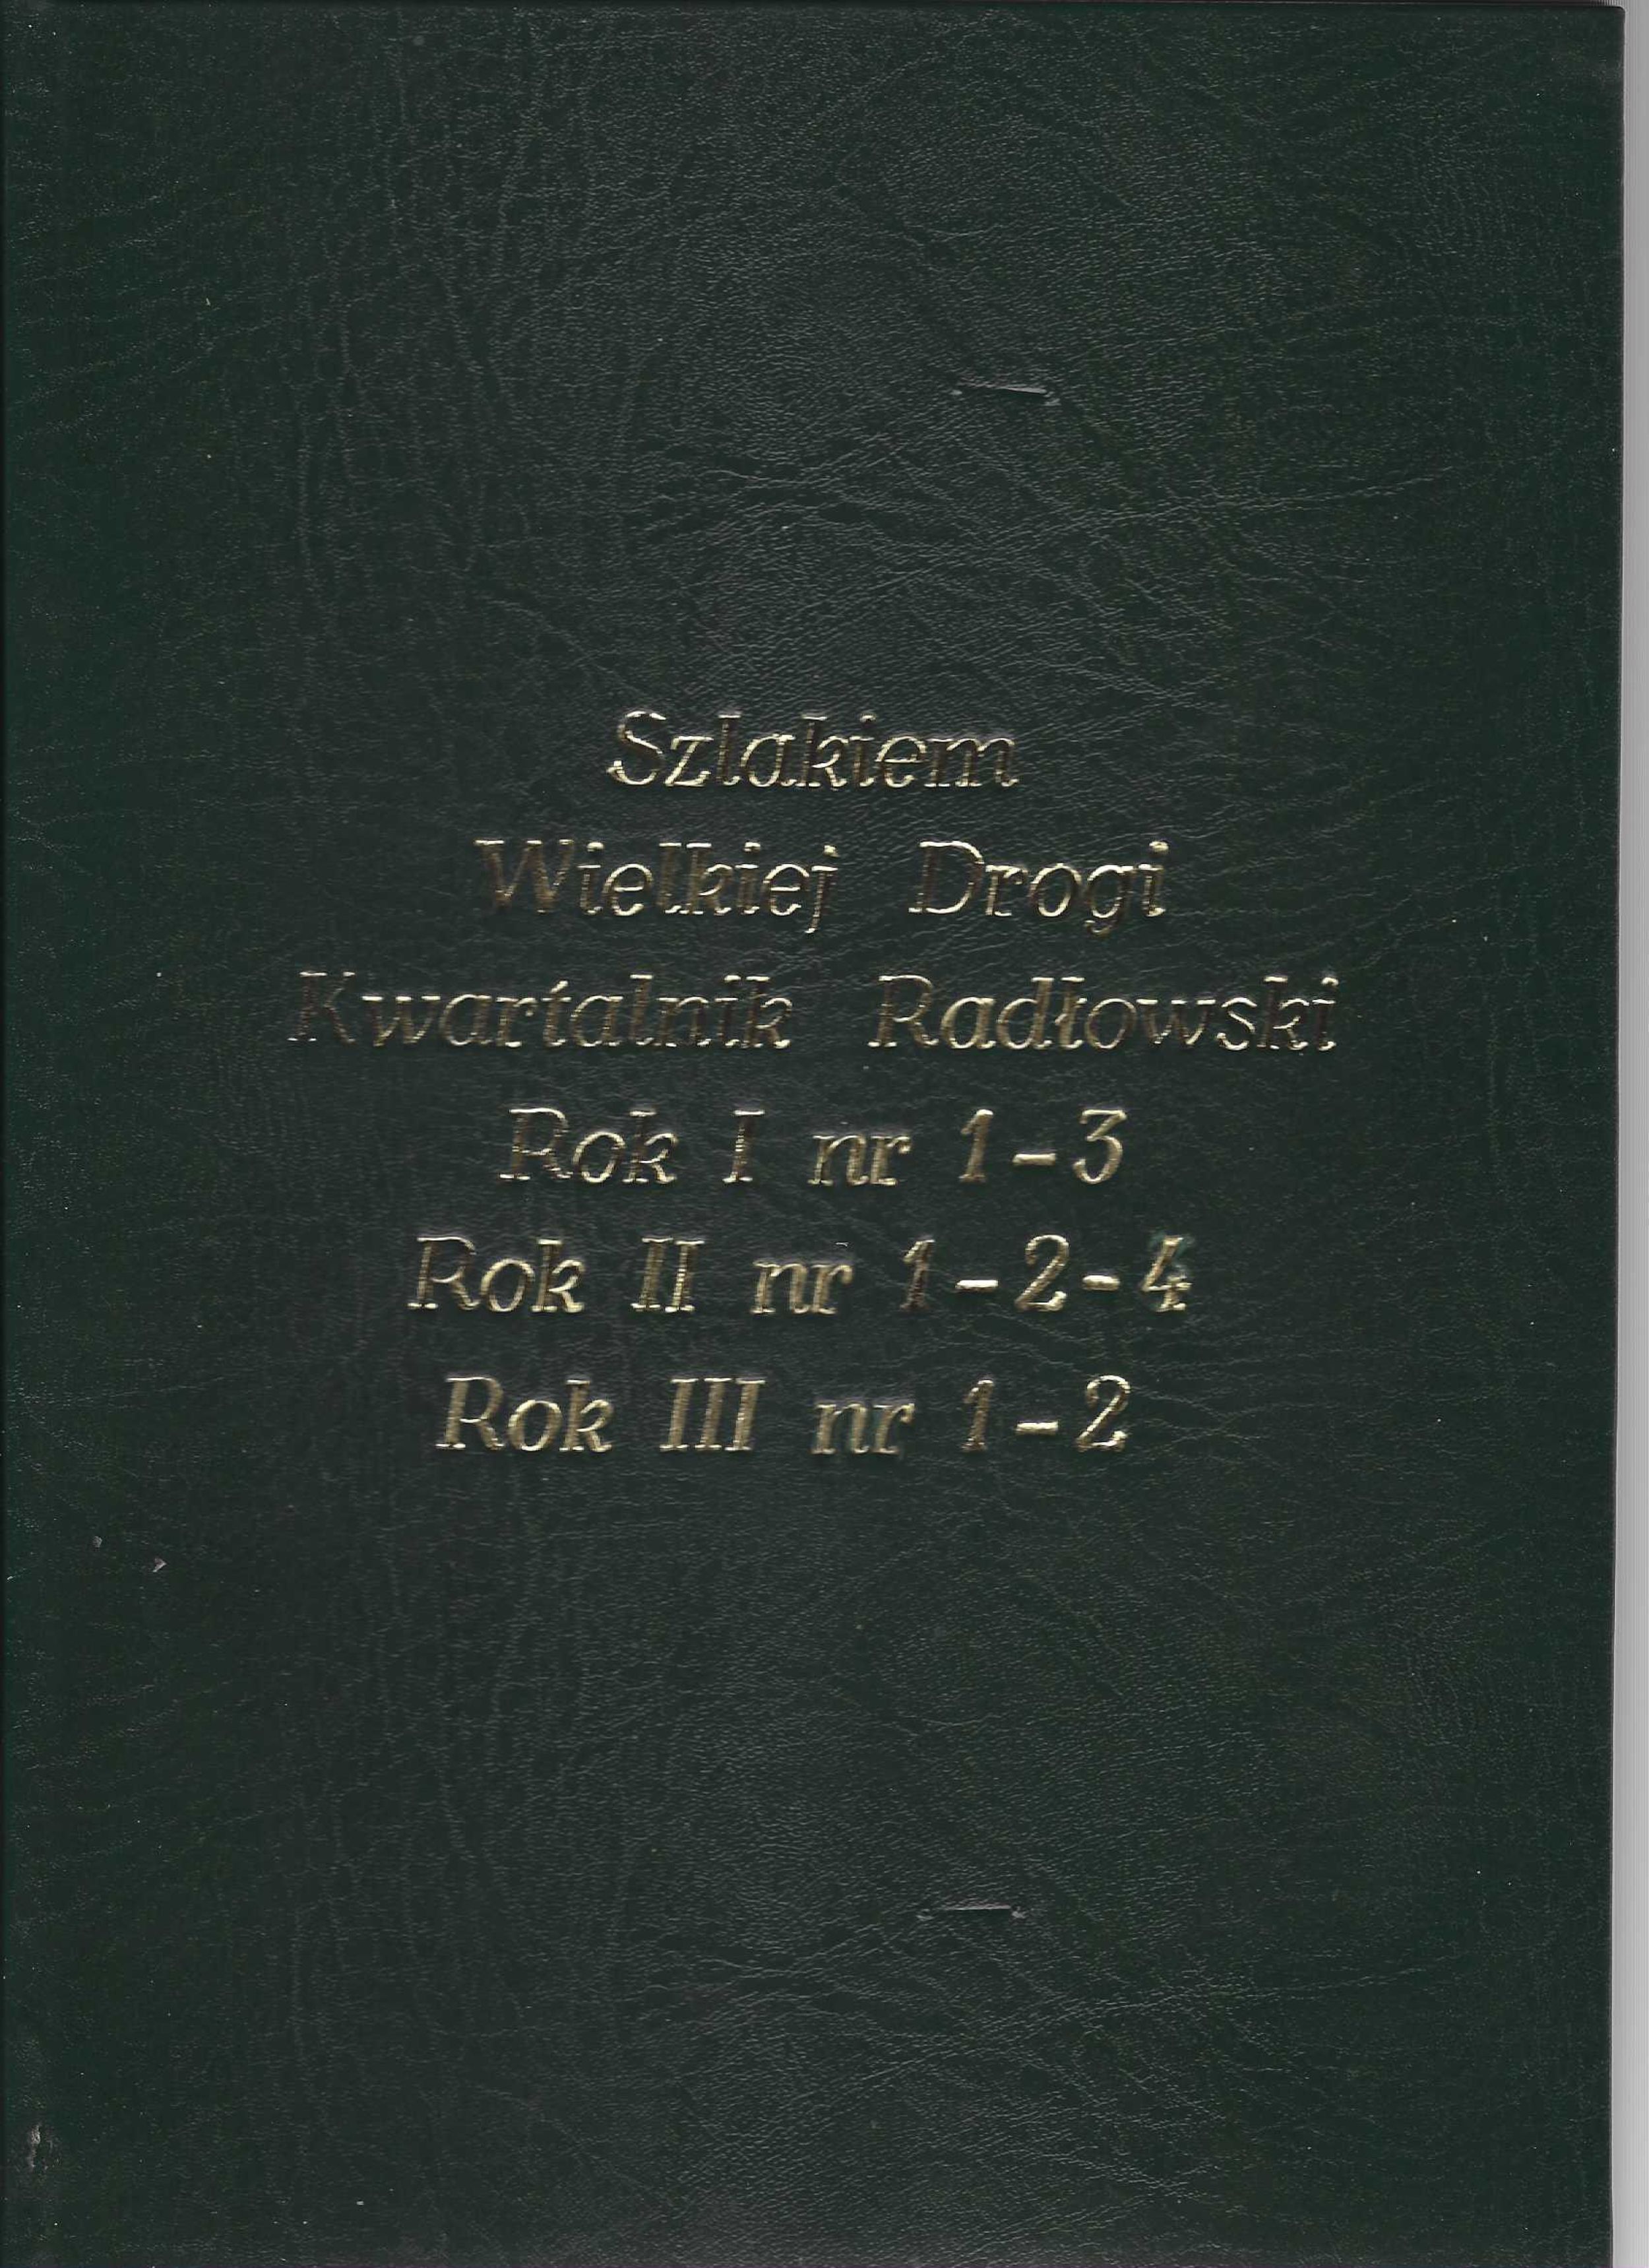 Szlakiem
Wielkiej Drogi
Kwartalnik Radłowski
Rok I nr 1-3
Rok II nr 1-2-4
Rok III nr 1-2